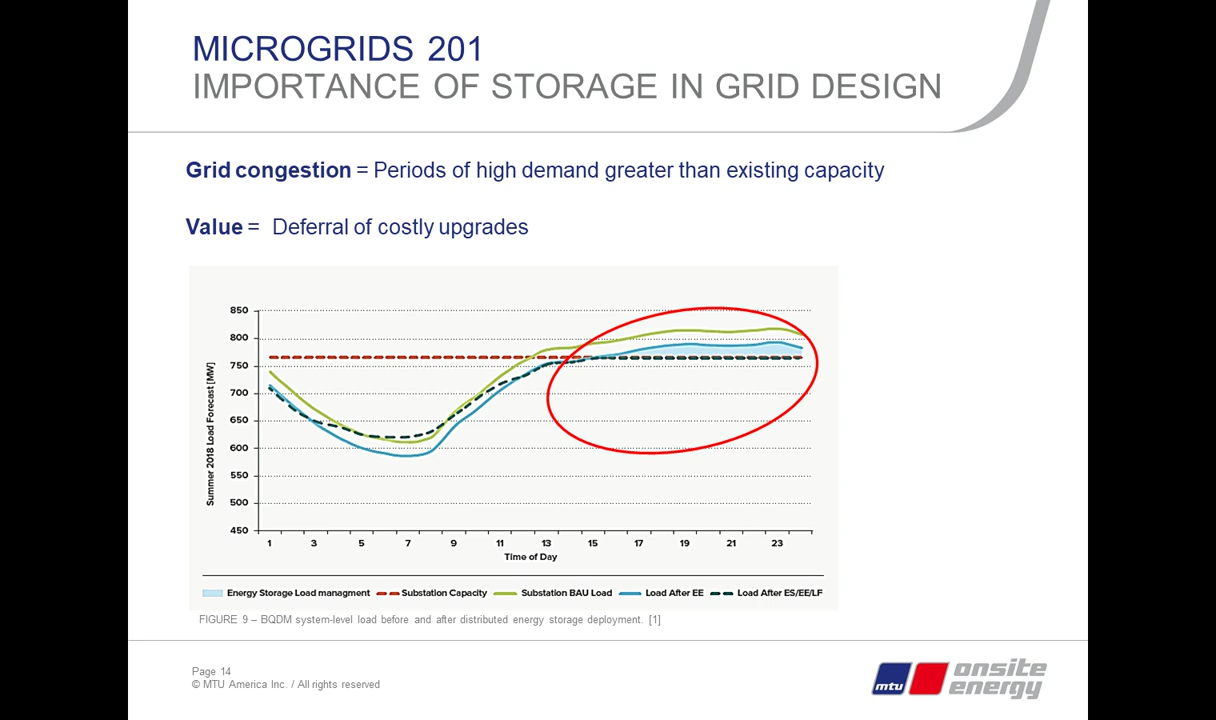 MICROGRIDS 201
IMPORTANCE OF STORAGE IN GRID DESIGN
Grid congestion = Periods of high demand greater than existing capacity
Value = Deferral of costly upgrades
850
800
750
700
650
600
550
500
450
Summer 2018 Load Forecast [MW]
1 3 5 7 9 11 13 15 17 19 21 23
Time of Day
Energy Storage Load managment Substation Capacity Substation BAU Load Load After EE Load After ES/EE/LF
FIGURE 9 – BQDM system-level load before and after distributed energy storage deployment. [1]
Page 14
© MTU America Inc. / All rights reserved
mtu onsite
energy